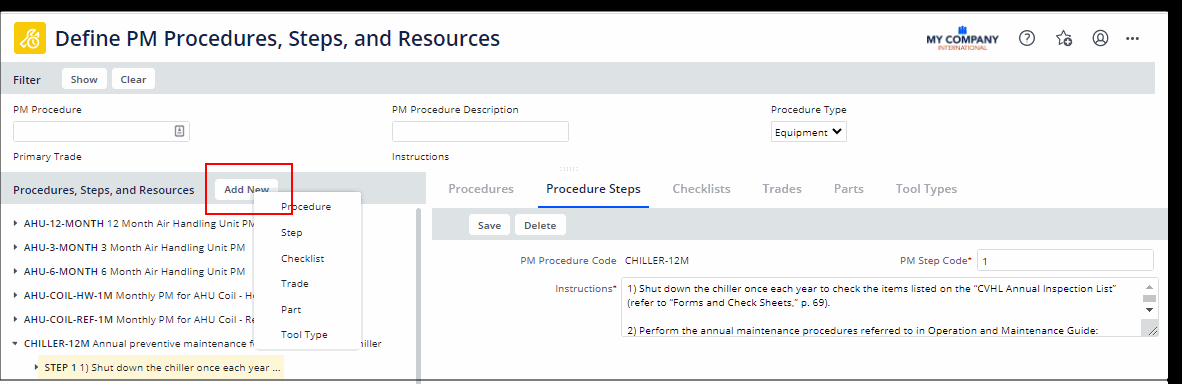 Define PM Procedures, Steps, and Resources
MY COMPANY
INTERNATIONAL
?
Filter Show Clear
PM Procedure PM Procedure Description Procedure Type
Equipment
Primary Trade Instructions
Procedures, Steps, and Resources Add New
Procedures Procedure Steps Checklists Trades Parts Tool Types
Procedure
Step
Checklist
Trade
Part
Tool Type
AHU-12-MONTH 12 Month Air Handling Unit PM
AHU-3-MONTH 3 Month Air Handling Unit PM
AHU-6-MONTH 6 Month Air Handling Unit PM
AHU-COIL-HW-1M Monthly PM for AHU Coil - 
AHU-COIL-REF-1M Monthly PM for AHU Coil - 
CHILLER-12M Annual preventive maintenance
STEP 1 1) Shut down the chiller once each year ...
Save Delete
PM Procedure Code CHILLER-12M PM Step Code* 1
Instructions* 1) Shut down the chiller once each year to check the items listed on the “CVHL Annual Inspection List”
(refer to “Forms and Check Sheets,” p. 69).
2) Perform the annual maintenance procedures referred to in Operation and Maintenance Guide: